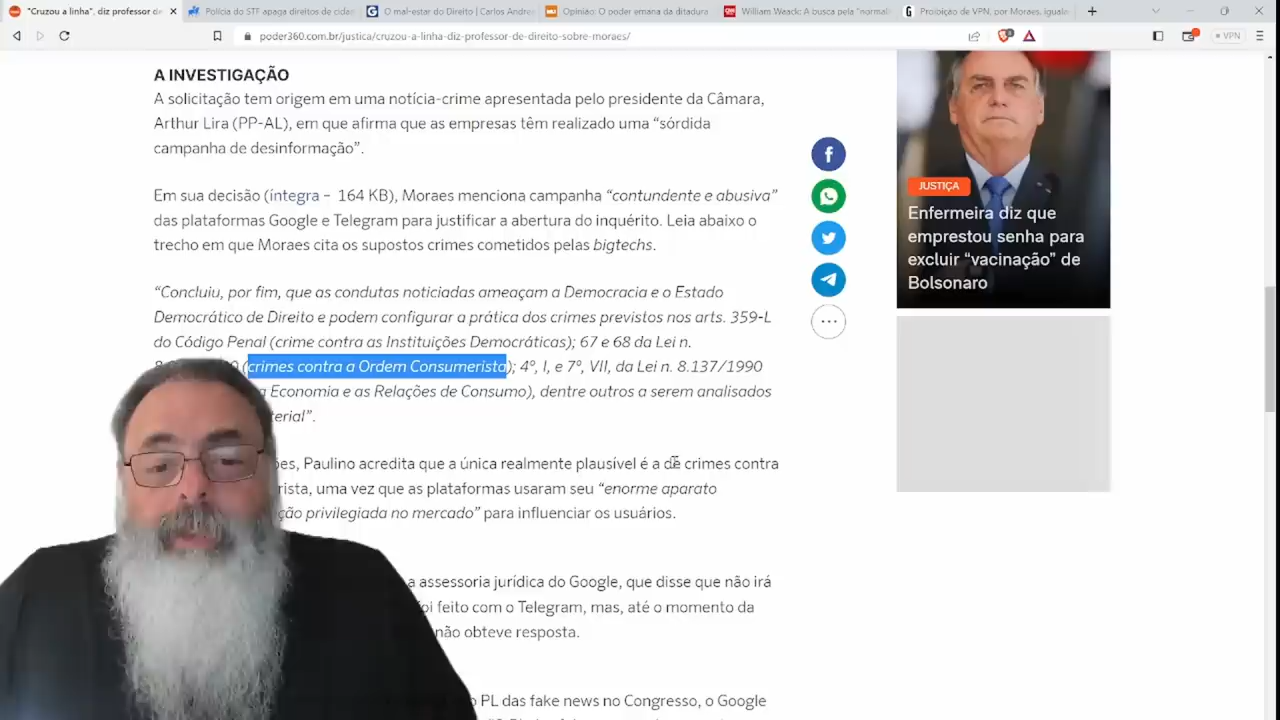 "Cruzou a linha", diz professor de
Polícia do STF apaga direitos de cidad
O mal-estar do Direito | Carlos Andrea
Opinião: O poder emana da ditadura
William Waack: A busca pela "normali
Proibição de VPN, por Moraes, iguala
poder360.com.br/justica/cruzou-a-linha-diz-professor-de-direito-sobre-moraes/
VPN
A INVESTIGAÇÃO
A solicitação tem origem em uma notícia-crime apresentada pelo presidente da Câmara,
Arthur Lira (PP-AL), em que afirma que as empresas têm realizado uma “sórdida
campanha de desinformação”.
Em sua decisão (íntegra – 164 KB), Moraes menciona campanha “contundente e abusiva”
das plataformas Google e Telegram para justificar a abertura do inquérito. Leia abaixo o
trecho em que Moraes cita os supostos crimes cometidos pelas bigtechs.
“Concluiu, por fim, que as condutas noticiadas ameaçam a Democracia e o Estado
Democrático de Direito e podem configurar a prática dos crimes previstos nos arts. 359-L
do Código Penal (crime contra as Instituições Democráticas); 67 e 68 da Lei n.
(crimes contra a Ordem Consumerista); 4º, I, e 7º, VII, da Lei n. 8.137/1990
a Economia e as Relações de Consumo), dentre outros a serem analisados
terial”.
es, Paulino acredita que a única realmente plausível é a de crimes contra
rista, uma vez que as plataformas usaram seu “enorme aparato
ção privilegiada no mercado” para influenciar os usuários.
a assessoria jurídica do Google, que disse que não irá
foi feito com o Telegram, mas, até o momento da
não obteve resposta.
o PL das fake news no Congresso, o Google
JUSTIÇA
Enfermeira diz que
emprestou senha para
excluir “vacinação” de
Bolsonaro